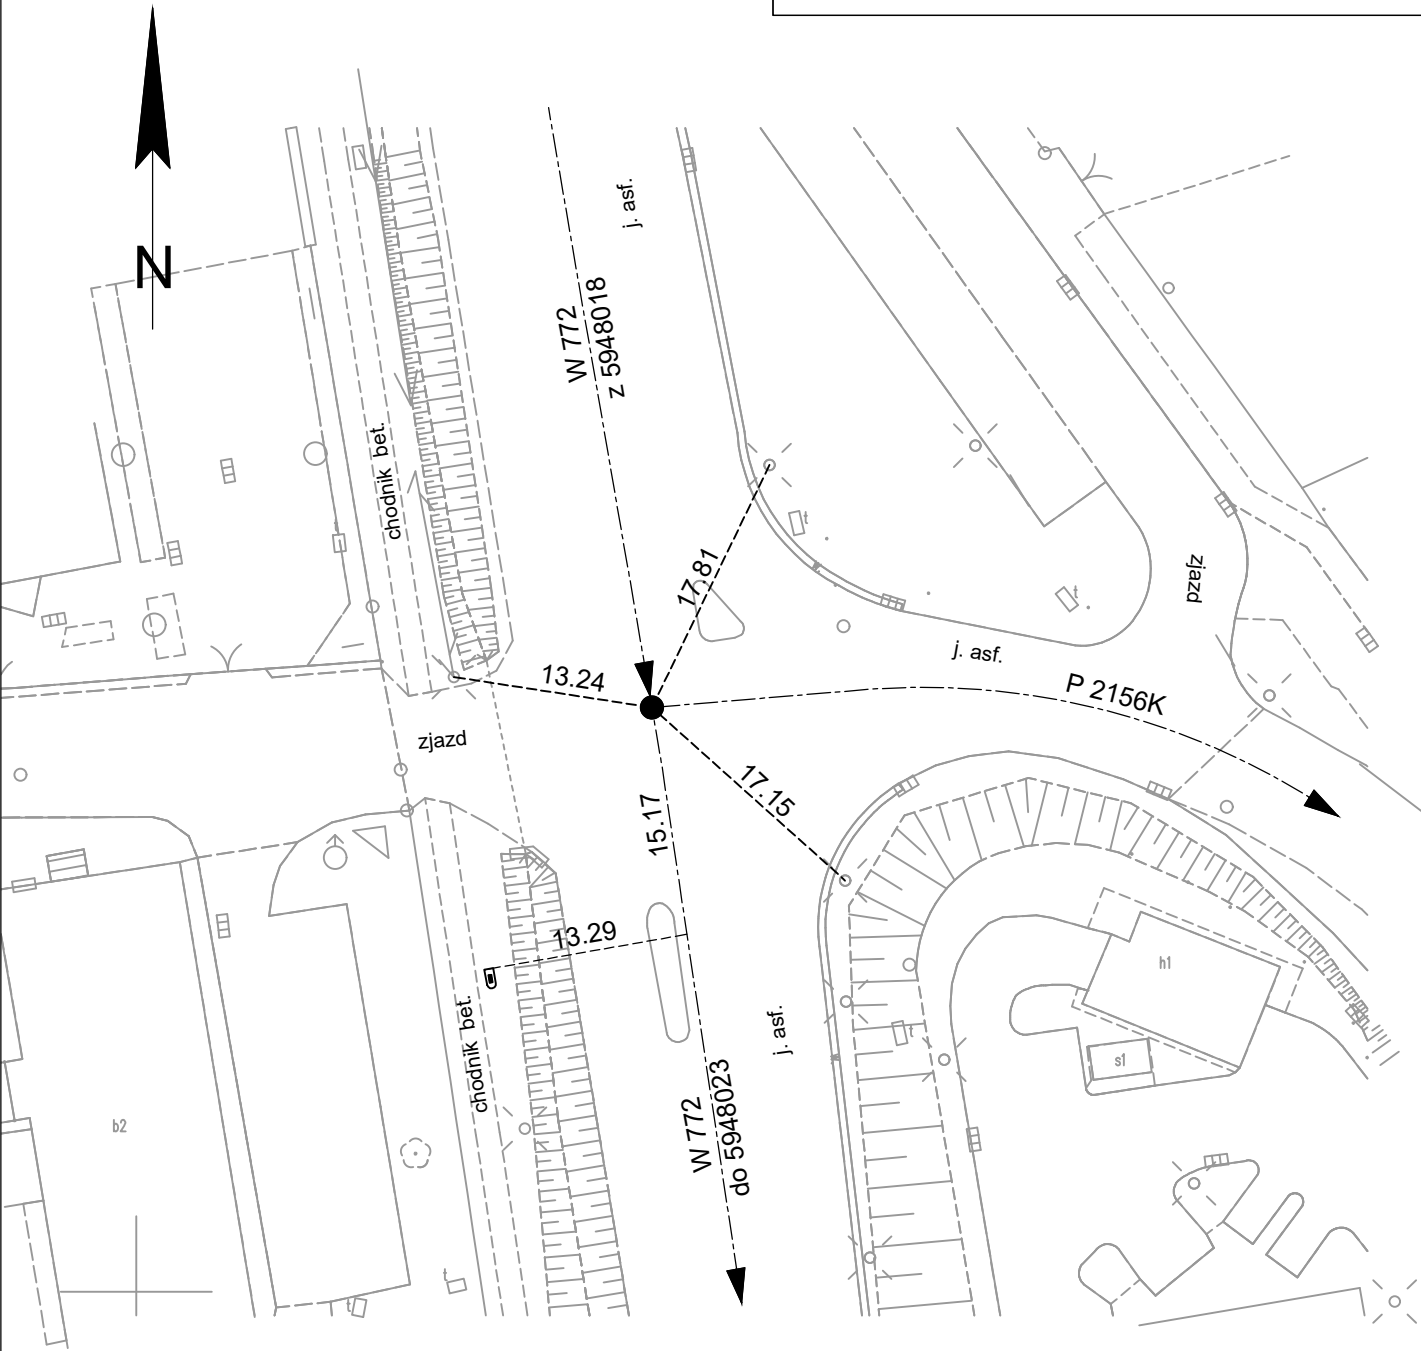 N
j. asf.
W 772
z 5948018
chodnik bet.
t
17.81
t
t
zjazd
j. asf.
13.24
P 2156K
zjazd
17.15
15.17
13.29
h1
chodnik bet.
j. asf.
t
s1
W 772
do 5948023
b2
t
t